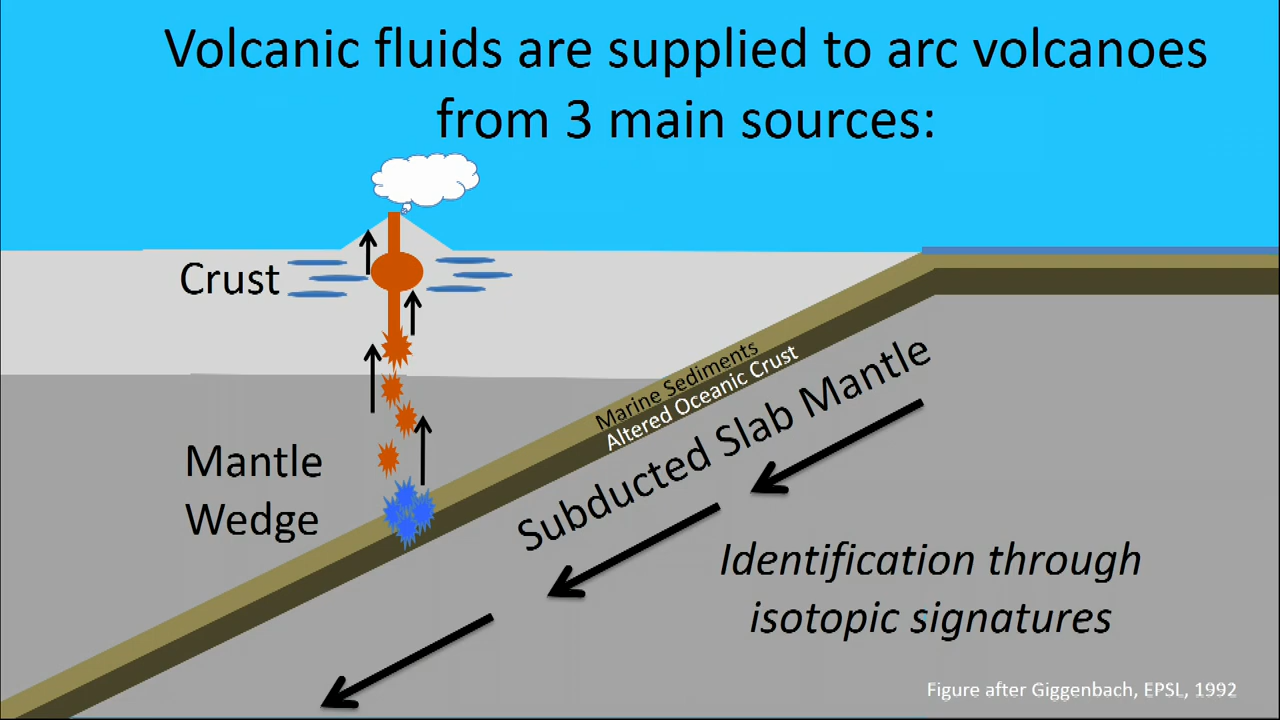 Volcanic fluids are supplied to arc volcanoes
from 3 main sources:
Crust
Marine Sediments
Altered Oceanic Crust
Subducted Slab Mantle
Mantle
Wedge
Identification through
isotopic signatures
Figure after Giggenbach, EPSL, 1992